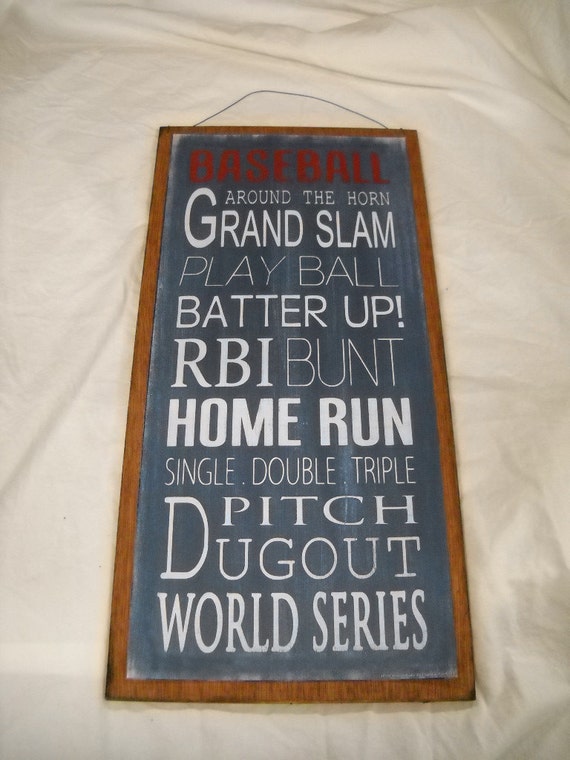 BASEBALL
AROUND THE HORN
GRAND SLAM
PLAY BALL
BATTER UP!
RBI BUNT
HOME RUN
SINGLE . DOUBLE . TRIPLE
PITCH
DUGOUT
WORLD SERIES